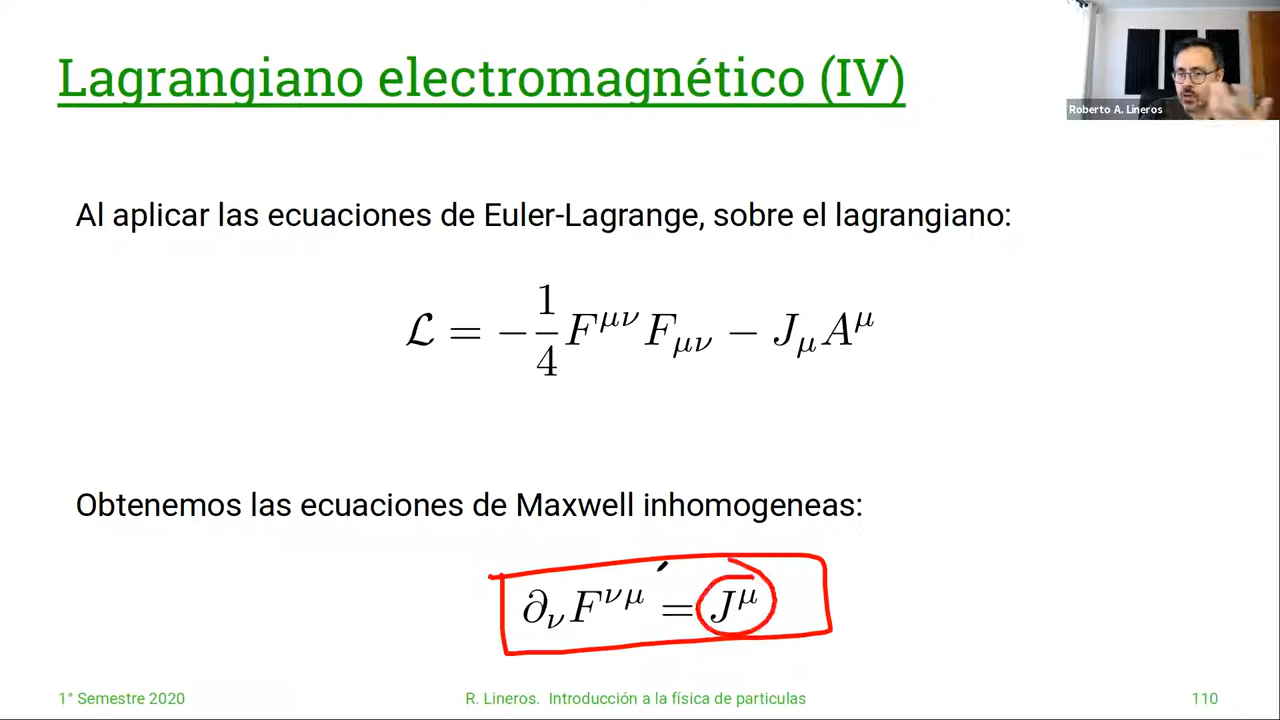 Lagrangiano electromagnético (IV)
Roberto A. Lineros
Al aplicar las ecuaciones de Euler-Lagrange, sobre el lagrangiano:
ℒ = −1/4 F^{μν} F_{μν} − J_μ A^μ
Obtenemos las ecuaciones de Maxwell inhomogeneas:
∂_ν F^{νμ} = J^μ
1° Semestre 2020
R. Lineros. Introducción a la física de particulas
110